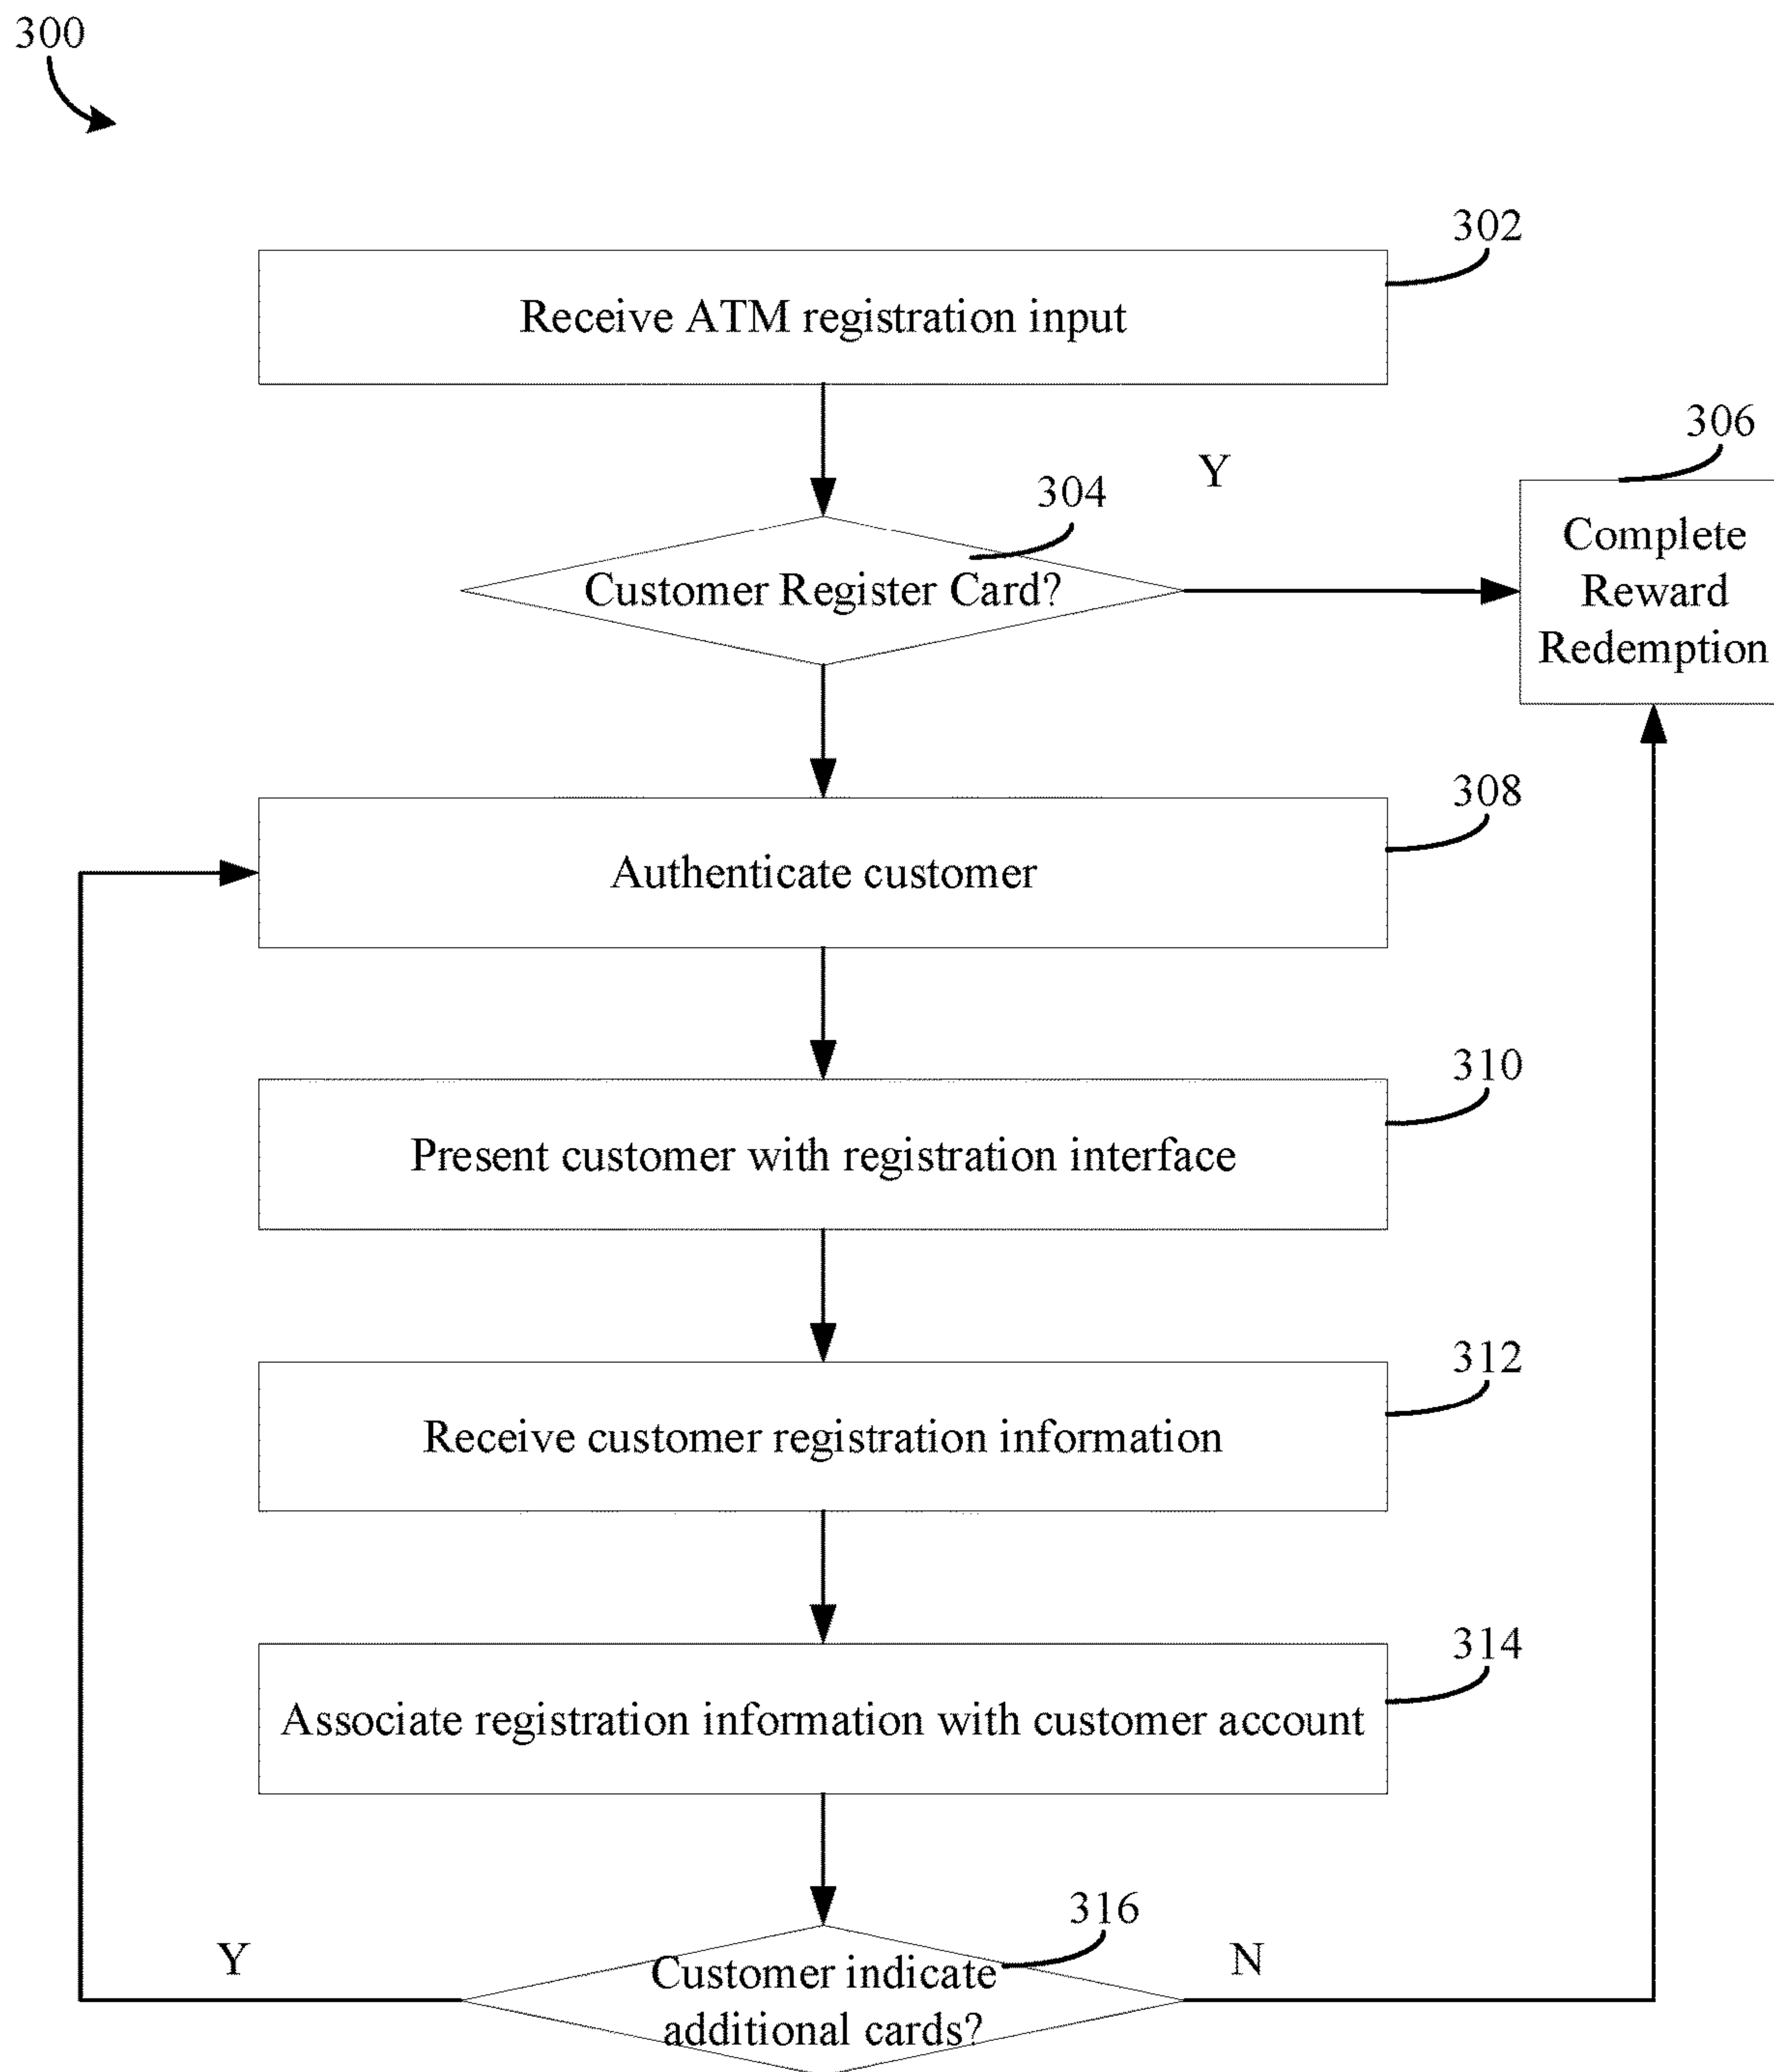 300
302
Receive ATM registration input
306
Y
304
Complete
Reward
Redemption
Customer Register Card?
308
Authenticate customer
310
Present customer with registration interface
312
Receive customer registration information
314
Associate registration information with customer account
316
Y
N
Customer indicate
additional cards?